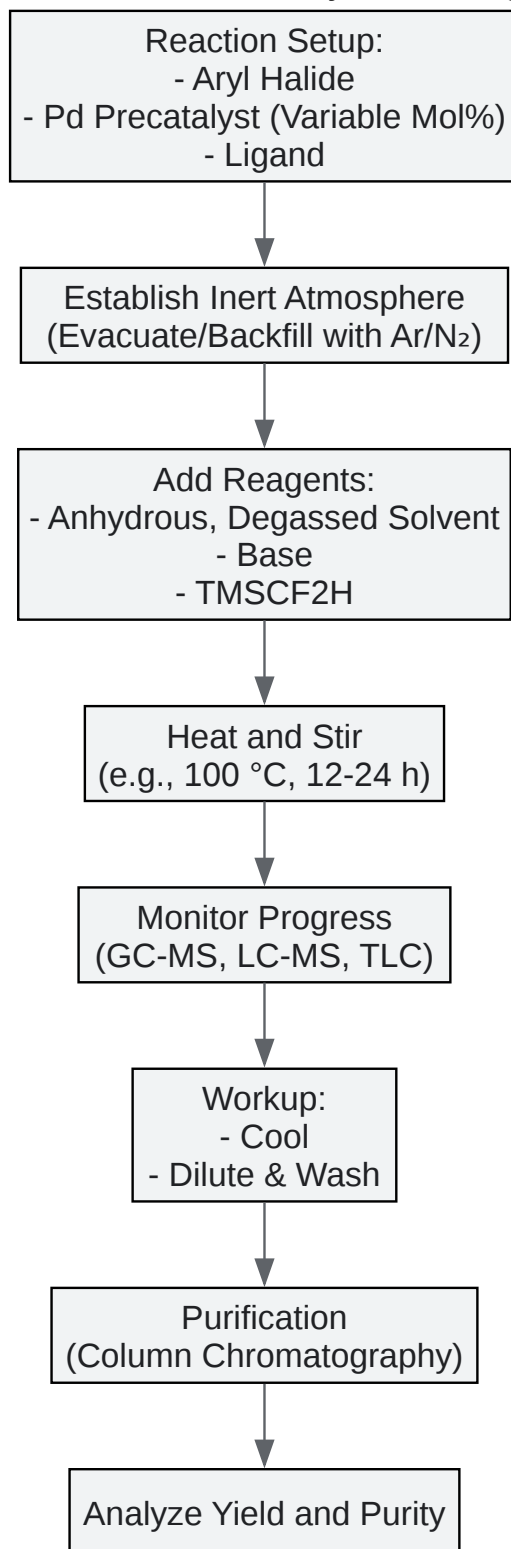 Reaction Setup:
- Aryl Halide
- Pd Precatalyst (Variable Mol%)
- Ligand
Establish Inert Atmosphere
(Evacuate/Backfill with Ar/N₂)
Add Reagents:
- Anhydrous, Degassed Solvent
- Base
- TMSCF2H
Heat and Stir
(e.g., 100 °C, 12-24 h)
Monitor Progress
(GC-MS, LC-MS, TLC)
Workup:
- Cool
- Dilute & Wash
Purification
(Column Chromatography)
Analyze Yield and Purity